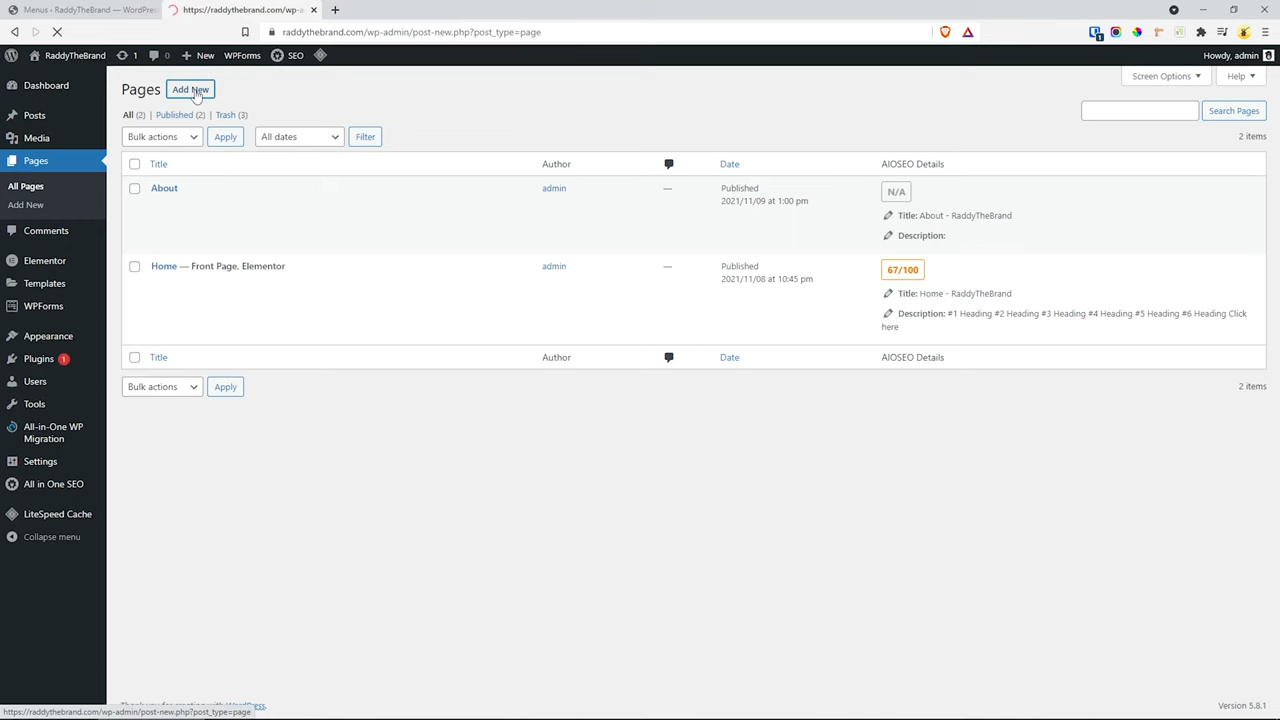 Menus ‹ RaddyTheBrand — WordPres
https://raddythebrand.com/wp-a
raddythebrand.com/wp-admin/post-new.php?post_type=page
RaddyTheBrand 1 0 New WPForms SEO Howdy, admin
Dashboard
Posts
Media
Pages
All Pages
Add New
Comments
Elementor
Templates
WPForms
Appearance
Plugins 1
Users
Tools
All-in-One WP
Migration
Settings
All in One SEO
LiteSpeed Cache
Collapse menu
Pages Add New
Screen Options Help
All (2) | Published (2) | Trash (3)
Search Pages
Bulk actions Apply All dates Filter 2 items
Title Author Date AIOSEO Details
About admin — Published
2021/11/09 at 1:00 pm
N/A
Title: About - RaddyTheBrand
Description:
Home — Front Page, Elementor admin — Published
2021/11/08 at 10:45 pm
67/100
Title: Home - RaddyTheBrand
Description: #1 Heading #2 Heading #3 Heading #4 Heading #5 Heading #6 Heading Click
here
Title Author Date AIOSEO Details
Bulk actions Apply 2 items
Thank you for creating with WordPress.
Version 5.8.1
https://raddythebrand.com/wp-admin/post-new.php?post_type=page